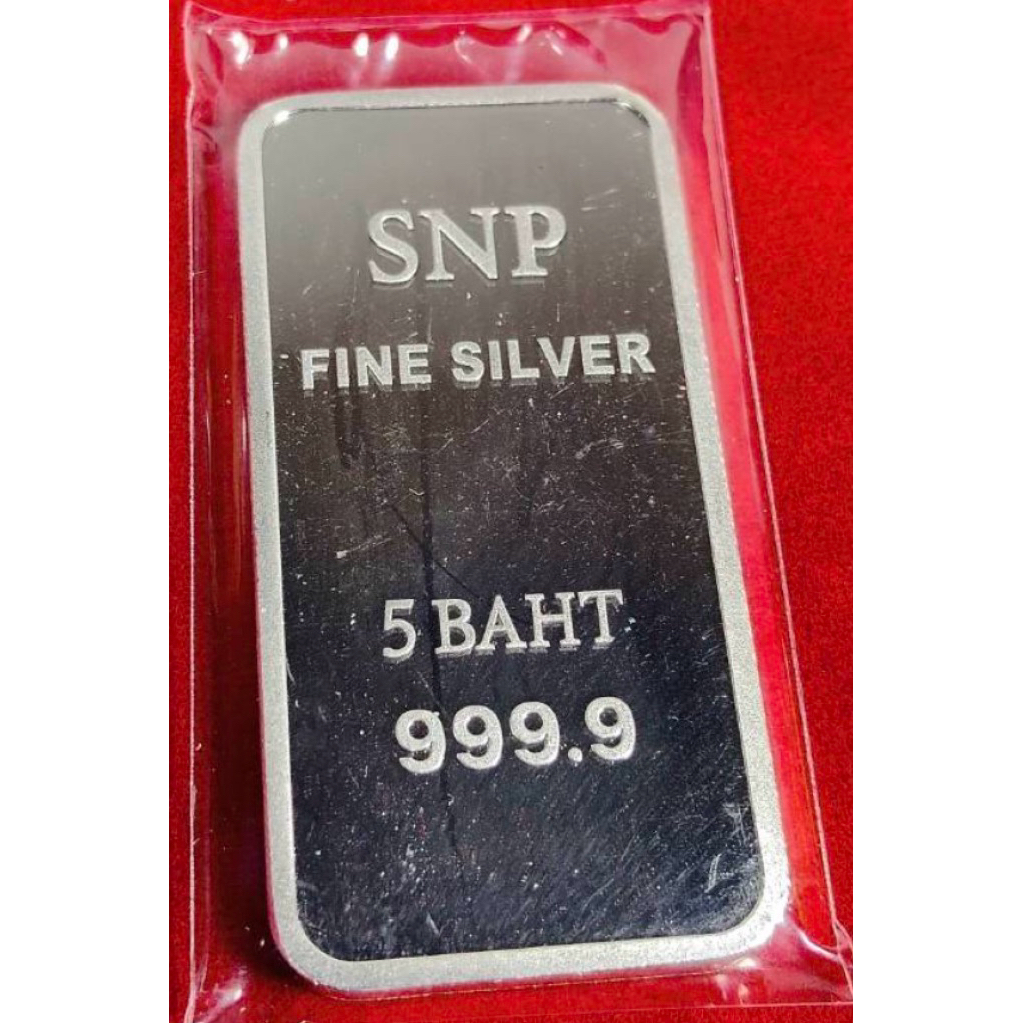 SNP
FINE SILVER
5 BAHT
999.9